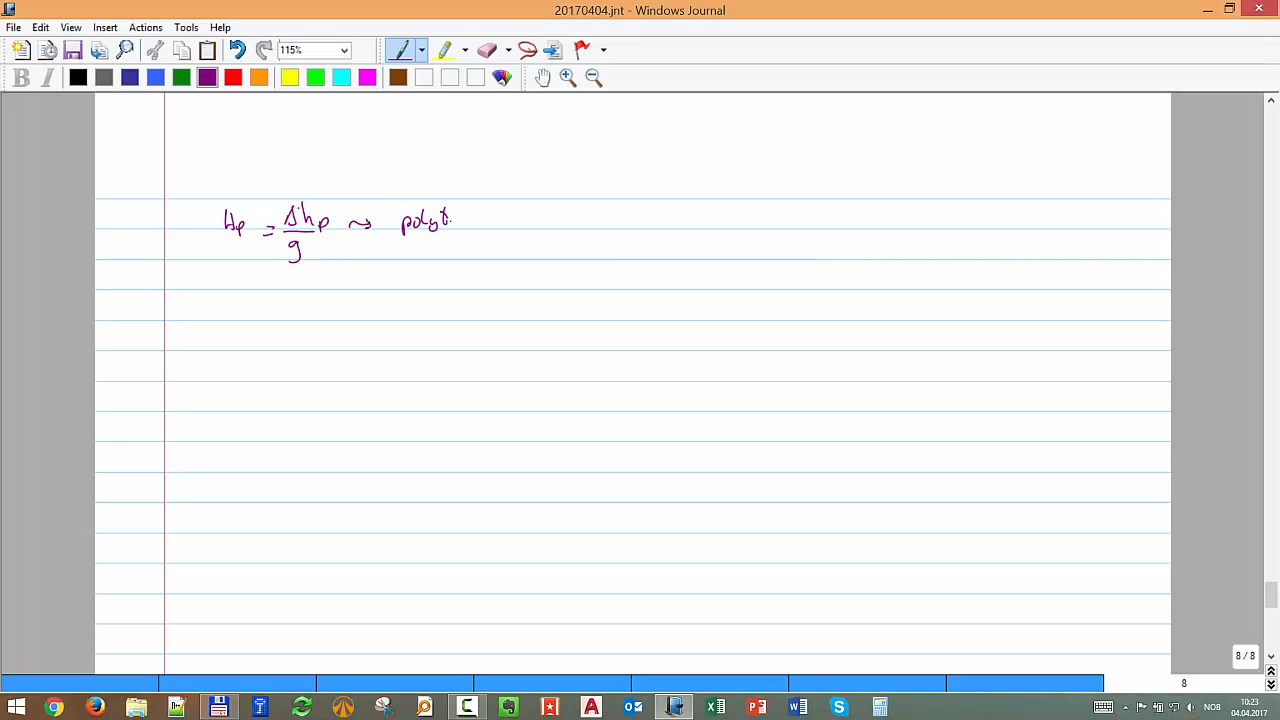 20170404.jnt - Windows Journal
File Edit View Insert Actions Tools Help
115%
B I
Hp = Δhp ⇝ polyt
g
8 / 8
8
NOB
10:23
04.04.2017